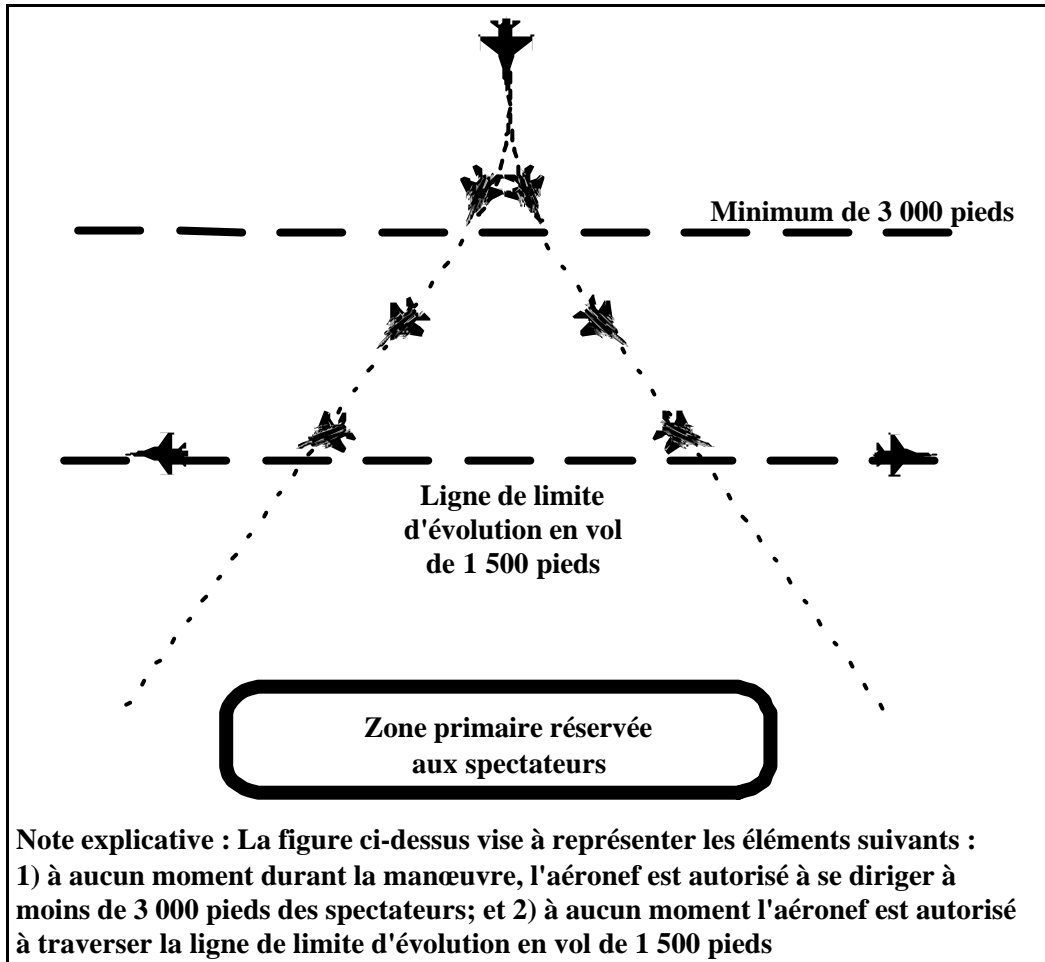 Minimum de 3 000 pieds
Ligne de limite
d'évolution en vol
de 1 500 pieds
Zone primaire réservée
aux spectateurs
Note explicative : La figure ci-dessus vise à représenter les éléments suivants :
1) à aucun moment durant la manœuvre, l'aéronef est autorisé à se diriger à
moins de 3 000 pieds des spectateurs; et 2) à aucun moment l'aéronef est autorisé
à traverser la ligne de limite d'évolution en vol de 1 500 pieds